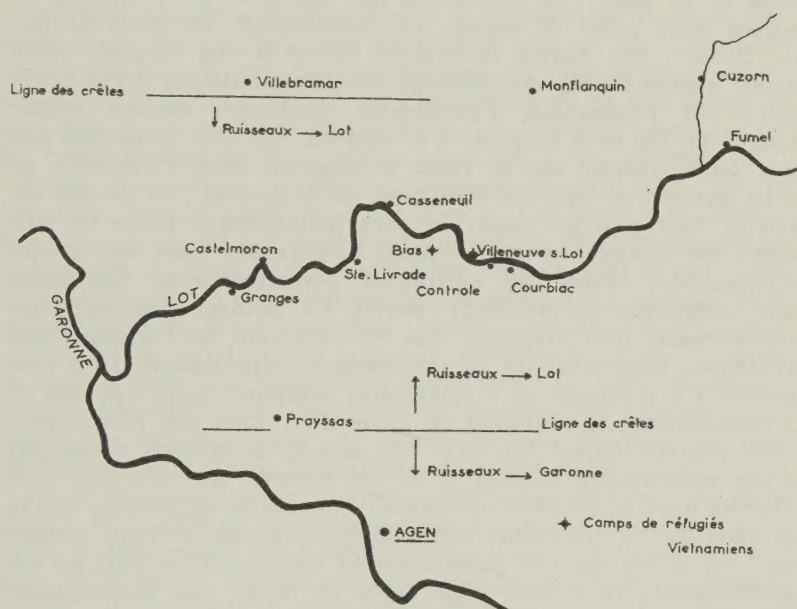 Villebramar
Cuzorn
Monflanquin
Ligne des crêtes
Ruisseaux → Lot
Fumel
Casseneuil
Castelmoron
Bias
Villeneuve s. Lot
Ste. Livrade
LOT
Granges
Controle
Courbiac
GARONNE
Ruisseaux → Lot
Prayssas
Ligne des crêtes
Ruisseaux → Garonne
AGEN
Camps de réfugiés
Vietnamiens